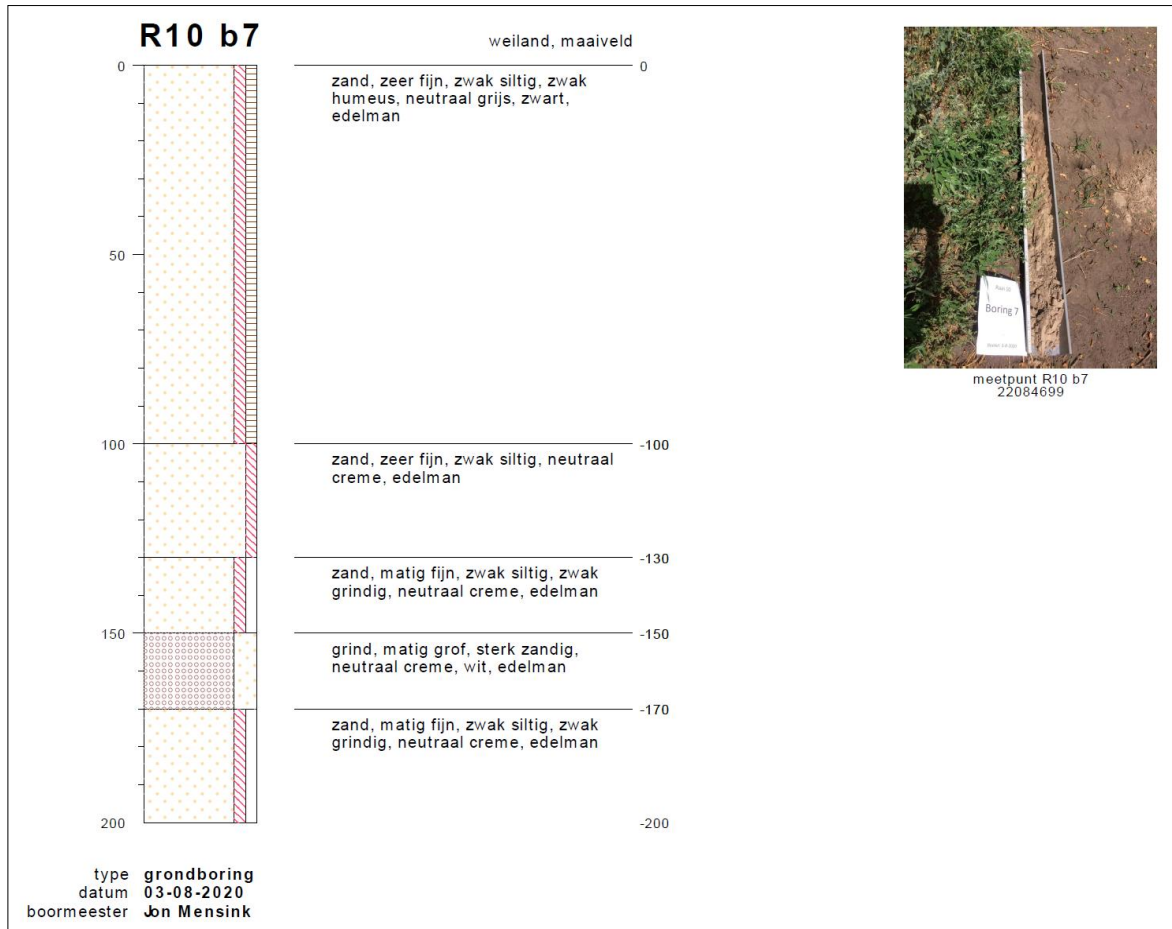 R10 b7
weiland, maaiveld
0
0
zand, zeer fijn, zwak siltig, zwak
humeus, neutraal grijs, zwart,
edelman
50
100
-100
zand, zeer fijn, zwak siltig, neutraal
creme, edelman
-130
zand, matig fijn, zwak siltig, zwak
grindig, neutraal creme, edelman
150
-150
grind, matig grof, sterk zandig,
neutraal creme, wit, edelman
-170
zand, matig fijn, zwak siltig, zwak
grindig, neutraal creme, edelman
200
-200
type grondboring
datum 03-08-2020
boormeester Jon Mensink
Boring 7
meetpunt R10 b7
22084699